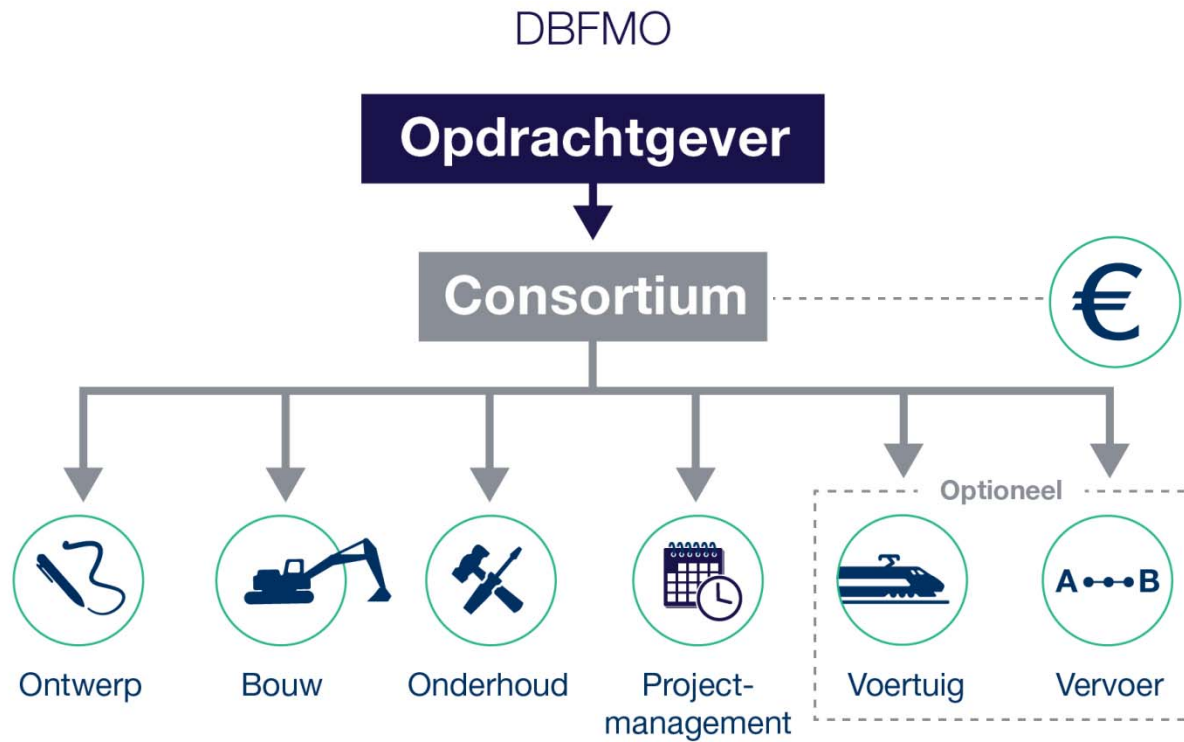 DBFMO
Opdrachtgever
Consortium
€
Optioneel
A B
Ontwerp
Bouw
Onderhoud
Project-
management
Voertuig
Vervoer